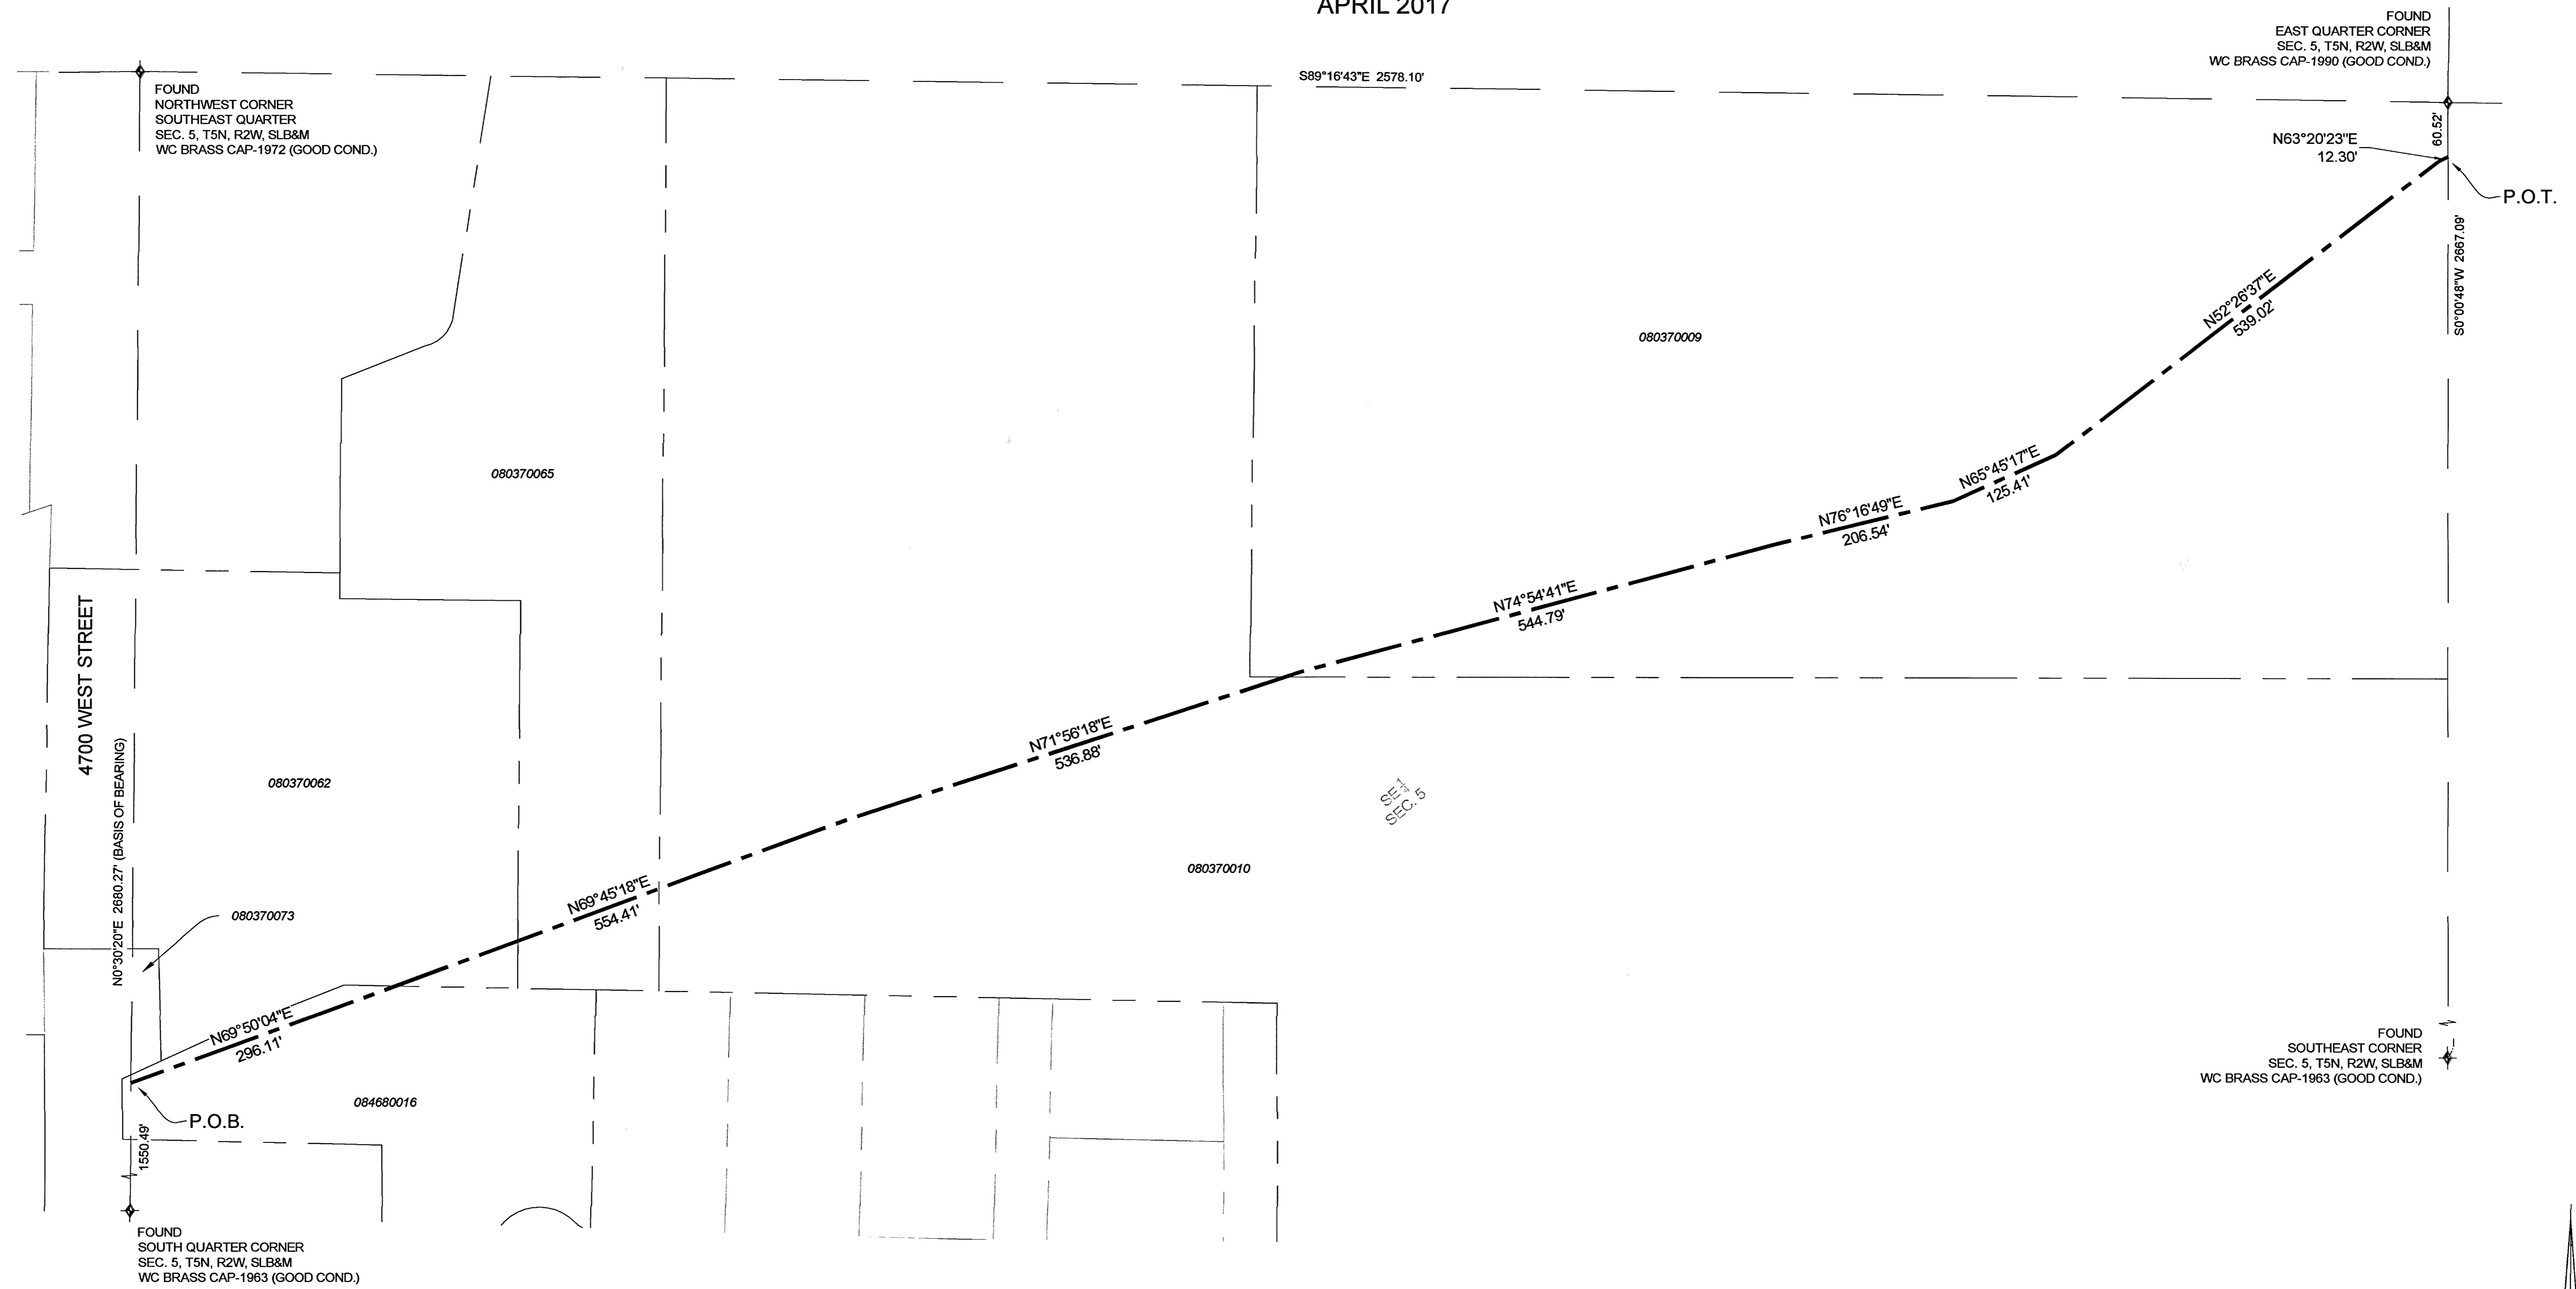 APRIL 2017
FOUND
EAST QUARTER CORNER
SEC. 5, T5N, R2W, SLB&M
WC BRASS CAP-1990 (GOOD COND.)
S89°16'43"E 2578.10'
FOUND
NORTHWEST CORNER
SOUTHEAST QUARTER
SEC. 5, T5N, R2W, SLB&M
WC BRASS CAP-1972 (GOOD COND.)
60.52'
N63°20'23"E
12.30'
P.O.T.
S0°00'48"W 2667.09'
N52°26'37"E
539.02'
080370009
080370065
N65°45'17"E
125.41'
N76°16'49"E
206.54'
N74°54'41"E
544.79'
4700 WEST STREET
N71°56'18"E
536.88'
080370062
N0°30'20"E 2680.27' (BASIS OF BEARING)
SE 1/4
SEC. 5
080370010
N69°45'18"E
554.41'
080370073
N69°50'04"E
296.11'
084680016
P.O.B.
1550.49'
FOUND
SOUTHEAST CORNER
SEC. 5, T5N, R2W, SLB&M
WC BRASS CAP-1963 (GOOD COND.)
FOUND
SOUTH QUARTER CORNER
SEC. 5, T5N, R2W, SLB&M
WC BRASS CAP-1963 (GOOD COND.)